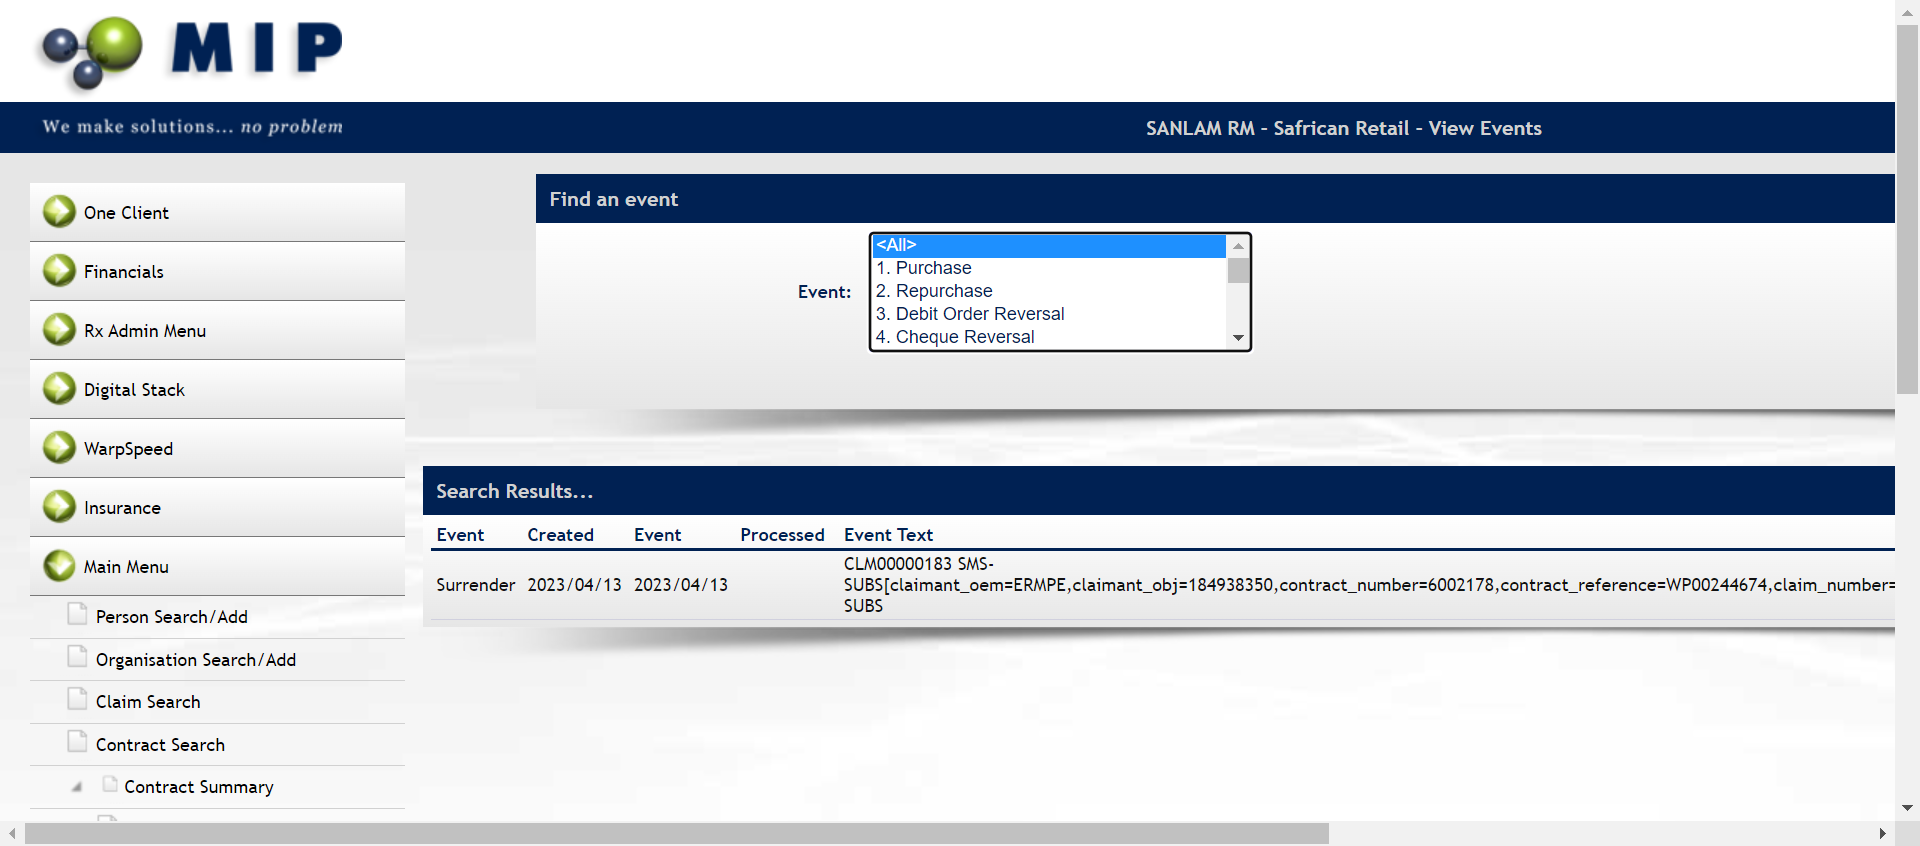 MIP
We make solutions... no problem
SANLAM RM - Safrican Retail - View Events
One Client
Financials
Rx Admin Menu
Digital Stack
WarpSpeed
Insurance
Main Menu
Person Search/Add
Organisation Search/Add
Claim Search
Contract Search
Contract Summary
Find an event
Event:
<All>
1. Purchase
2. Repurchase
3. Debit Order Reversal
4. Cheque Reversal
Search Results...
Event Created Event Processed Event Text
CLM00000183 SMS-
Surrender 2023/04/13 2023/04/13 SUBS[claimant_oem=ERMPE,claimant_obj=184938350,contract_number=6002178,contract_reference=WP00244674,claim_number=
SUBS